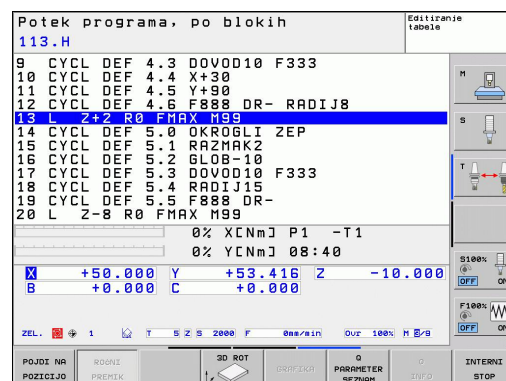 Potek programa, po blokih
Editiranje
tabele
113.H
9 CYCL DEF 4.3 DOVOD10 F333
10 CYCL DEF 4.4 X+30
11 CYCL DEF 4.5 Y+90
12 CYCL DEF 4.6 F888 DR- RADIJ8
13 L Z+2 R0 FMAX M99
14 CYCL DEF 5.0 OKROGLI ZEP
15 CYCL DEF 5.1 RAZMAK2
16 CYCL DEF 5.2 GLOB-10
17 CYCL DEF 5.3 DOVOD10 F333
18 CYCL DEF 5.4 RADIJ15
19 CYCL DEF 5.5 F888 DR-
20 L Z-8 R0 FMAX M99
0% X[Nm] P1 -T1
0% Y[Nm] 08:40
X +50.000 Y +53.416 Z -10.000
B +0.000 C +0.000
ZEL. 1 T 5 Z S 2000 F 0mm/min Our 100% M 5/9
M
S
T
S100%
OFF ON
F100%
OFF ON
POJDI NA
POZICIJO
ROČNI
PREMIK
3D ROT
GRAFIKA
Q
PARAMETER
SEZNAM
Q
INFO
INTERNI
STOP